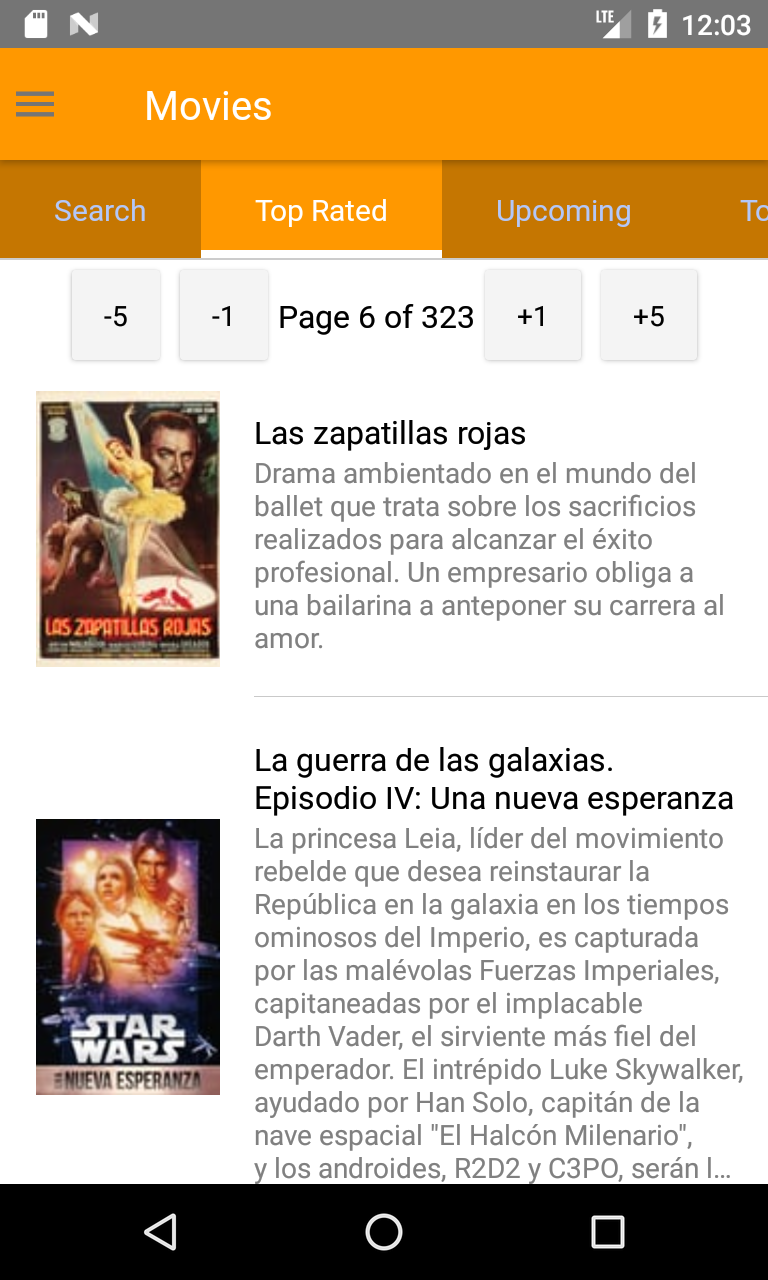 LTE 12:03
Movies
Search Top Rated Upcoming To
-5 -1 Page 6 of 323 +1 +5
LAS ZAPATILLAS ROJAS
Las zapatillas rojas
Drama ambientado en el mundo del
ballet que trata sobre los sacrificios
realizados para alcanzar el éxito
profesional. Un empresario obliga a
una bailarina a anteponer su carrera al
amor.
STAR
WARS
NUEVA ESPERANZA
La guerra de las galaxias.
Episodio IV: Una nueva esperanza
La princesa Leia, líder del movimiento
rebelde que desea reinstaurar la
República en la galaxia en los tiempos
ominosos del Imperio, es capturada
por las malévolas Fuerzas Imperiales,
capitaneadas por el implacable
Darth Vader, el sirviente más fiel del
emperador. El intrépido Luke Skywalker,
ayudado por Han Solo, capitán de la
nave espacial "El Halcón Milenario",
y los androides, R2D2 y C3PO, serán l…